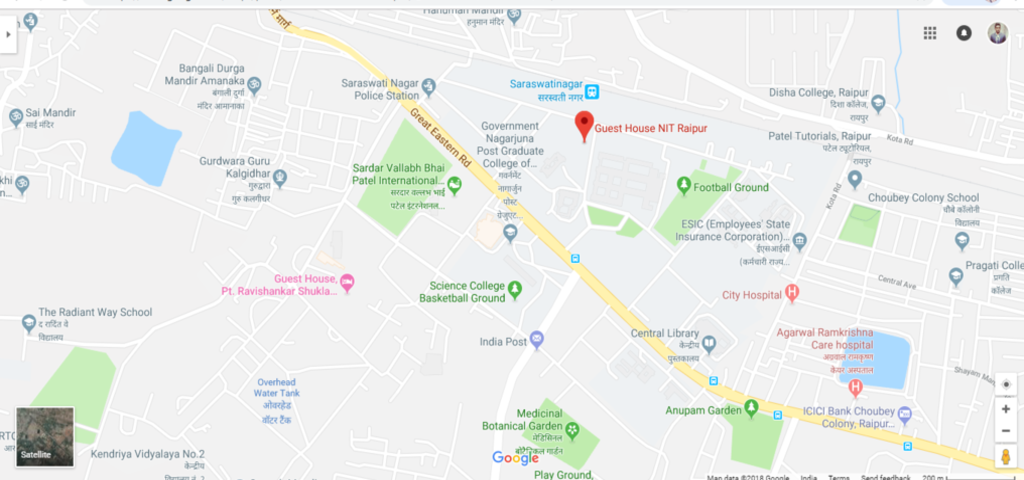 Hanuman Mandir
हनुमान मंदिर
Bangali Durga
Mandir Amanaka
बंगाली दुर्गा
मंदिर आमानाका
Saraswati Nagar
Police Station
Saraswatinagar
सरस्वती नगर
Disha College, Raipur
दिशा कॉलेज,
रायपुर
Sai Mandir
साई मंदिर
Great Eastern Rd
Government
Nagarjuna
Post Graduate
College of...
गवर्नमेंट
नागार्जुन
पोस्ट
ग्रेजुएट...
Guest House NIT Raipur
Kota Rd
Patel Tutorials, Raipur
पटेल ट्यूटोरियल,
रायपुर
Gurdwara Guru
Kalgidhar
गुरुद्वारा
गुरु कलगीधर
Sardar Vallabh Bhai
Patel International...
सरदार वल्लभ भाई
पटेल इंटरनेशनल...
Football Ground
Kota Rd
Choubey Colony School
चौबे कॉलोनी
विद्यालय
ESIC (Employees' State
Insurance Corporation)...
ईएसआईसी
(कर्मचारी राज्य...
Pragati Colle
प्रगति
कॉलेज
Guest House,
Pt. Ravishankar Shukla...
Science College
Basketball Ground
City Hospital
Central Ave
The Radiant Way School
द रादित वे
विद्यालय
India Post
Central Library
केन्द्रीय
पुस्तकालय
Agarwal Ramkrishna
Care hospital
अग्रवाल रामकृष्ण
केयर अस्पताल
Overhead
Water Tank
ओवरहेड
वॉटर टैंक
Medicinal
Botanical Garden
मेडिसिनल
बोटैनिकल गार्डन
Anupam Garden
ICICI Bank Choubey
Colony, Raipur...
Satellite
Kendriya Vidyalaya No.2
केन्द्रीय
विद्यालय नं. 2
Google
Play Ground,
Map data ©2018 Google India Terms Send feedback 200 m